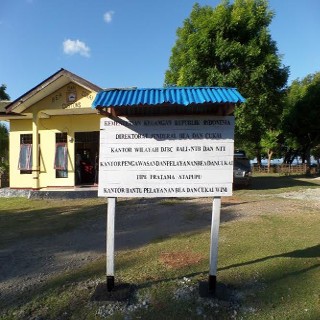 KEMENTERIAN KEUANGAN REPUBLIK INDONESIA
DIREKTORAT JENDERAL BEA DAN CUKAI
KANTOR WILAYAH DJBC BALI-NTB DAN NTT
KANTOR PENGAWASAN DAN PELAYANAN BEA DAN CUKAI
TIPE PRATAMA ATAPUPU
KANTOR BANTU PELAYANAN BEA DAN CUKAI WINI